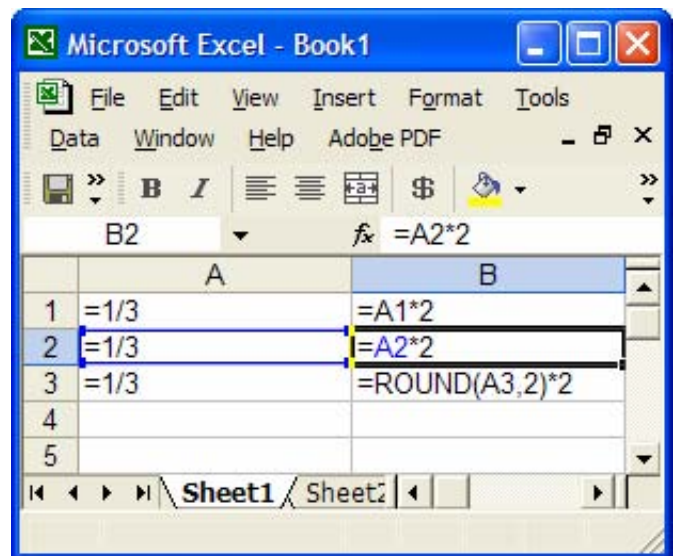 Microsoft Excel - Book1
File Edit View Insert Format Tools
Data Window Help Adobe PDF
B I $
B2 fx =A2*2
A B
1 =1/3 =A1*2
2 =1/3 =A2*2
3 =1/3 =ROUND(A3,2)*2
4
5
Sheet1 Sheet2